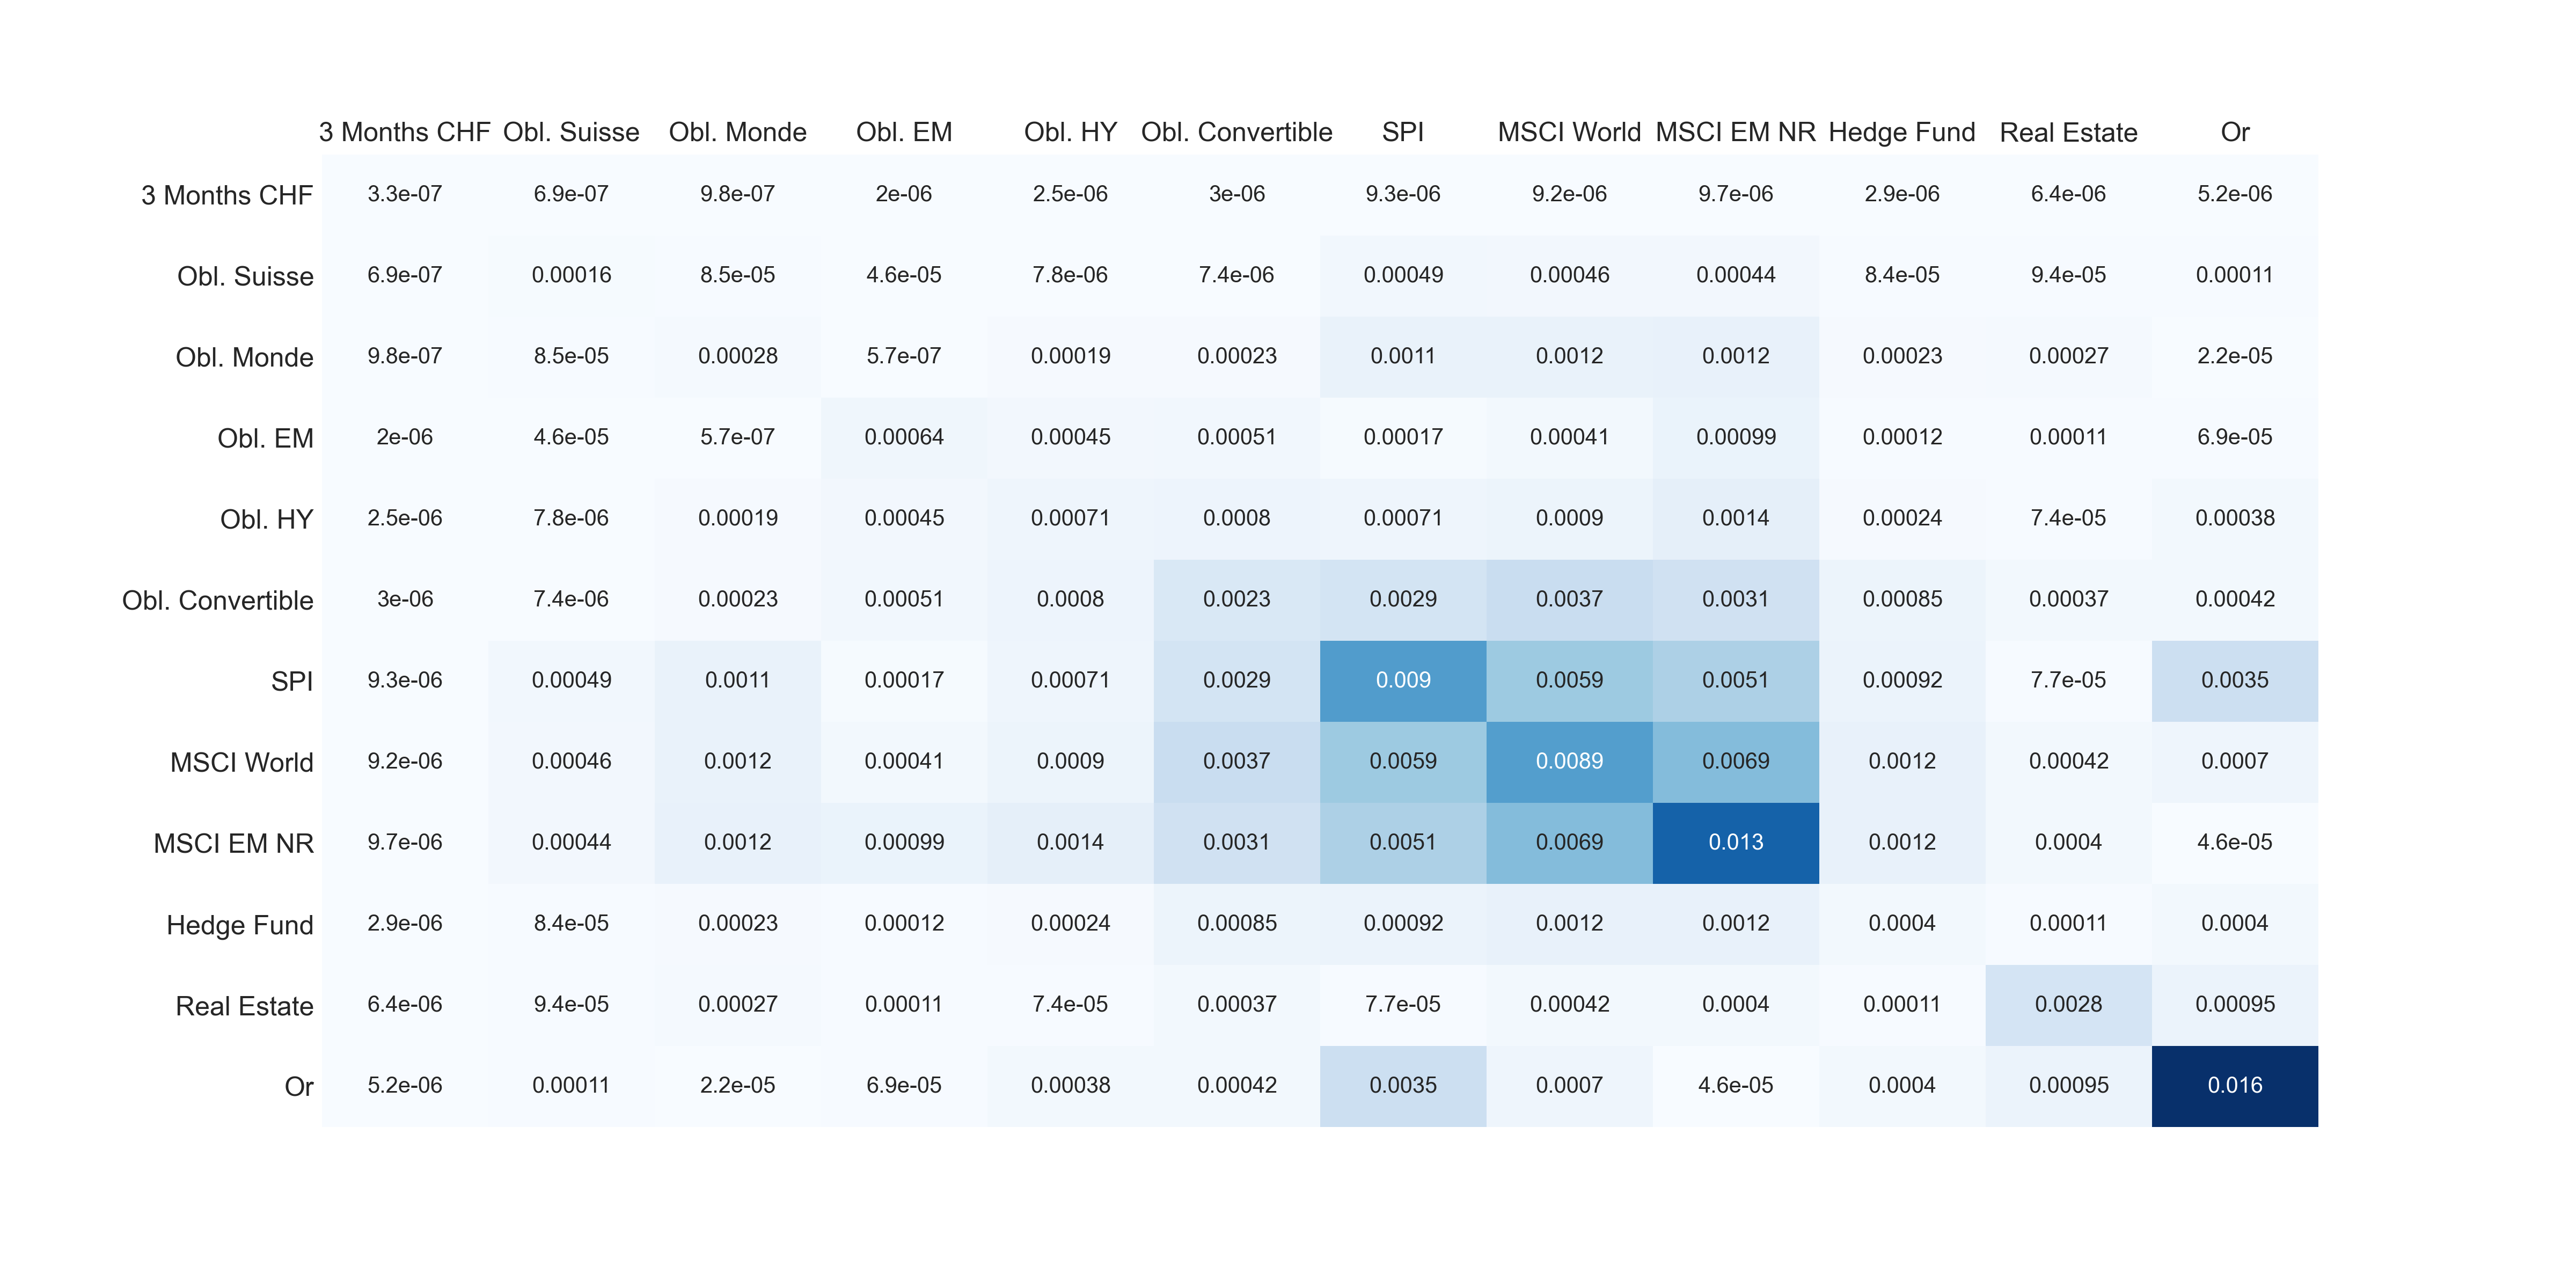 3 Months CHF Obl. Suisse Obl. Monde Obl. EM Obl. HY Obl. Convertible SPI MSCI World MSCI EM NR Hedge Fund Real Estate Or
3 Months CHF 3.3e-07 6.9e-07 9.8e-07 2e-06 2.5e-06 3e-06 9.3e-06 9.2e-06 9.7e-06 2.9e-06 6.4e-06 5.2e-06
Obl. Suisse 6.9e-07 0.00016 8.5e-05 4.6e-05 7.8e-06 7.4e-06 0.00049 0.00046 0.00044 8.4e-05 9.4e-05 0.00011
Obl. Monde 9.8e-07 8.5e-05 0.00028 5.7e-07 0.00019 0.00023 0.0011 0.0012 0.0012 0.00023 0.00027 2.2e-05
Obl. EM 2e-06 4.6e-05 5.7e-07 0.00064 0.00045 0.00051 0.00017 0.00041 0.00099 0.00012 0.00011 6.9e-05
Obl. HY 2.5e-06 7.8e-06 0.00019 0.00045 0.00071 0.0008 0.00071 0.0009 0.0014 0.00024 7.4e-05 0.00038
Obl. Convertible 3e-06 7.4e-06 0.00023 0.00051 0.0008 0.0023 0.0029 0.0037 0.0031 0.00085 0.00037 0.00042
SPI 9.3e-06 0.00049 0.0011 0.00017 0.00071 0.0029 0.009 0.0059 0.0051 0.00092 7.7e-05 0.0035
MSCI World 9.2e-06 0.00046 0.0012 0.00041 0.0009 0.0037 0.0059 0.0089 0.0069 0.0012 0.00042 0.0007
MSCI EM NR 9.7e-06 0.00044 0.0012 0.00099 0.0014 0.0031 0.0051 0.0069 0.013 0.0012 0.0004 4.6e-05
Hedge Fund 2.9e-06 8.4e-05 0.00023 0.00012 0.00024 0.00085 0.00092 0.0012 0.0012 0.0004 0.00011 0.0004
Real Estate 6.4e-06 9.4e-05 0.00027 0.00011 7.4e-05 0.00037 7.7e-05 0.00042 0.0004 0.00011 0.0028 0.00095
Or 5.2e-06 0.00011 2.2e-05 6.9e-05 0.00038 0.00042 0.0035 0.0007 4.6e-05 0.0004 0.00095 0.016